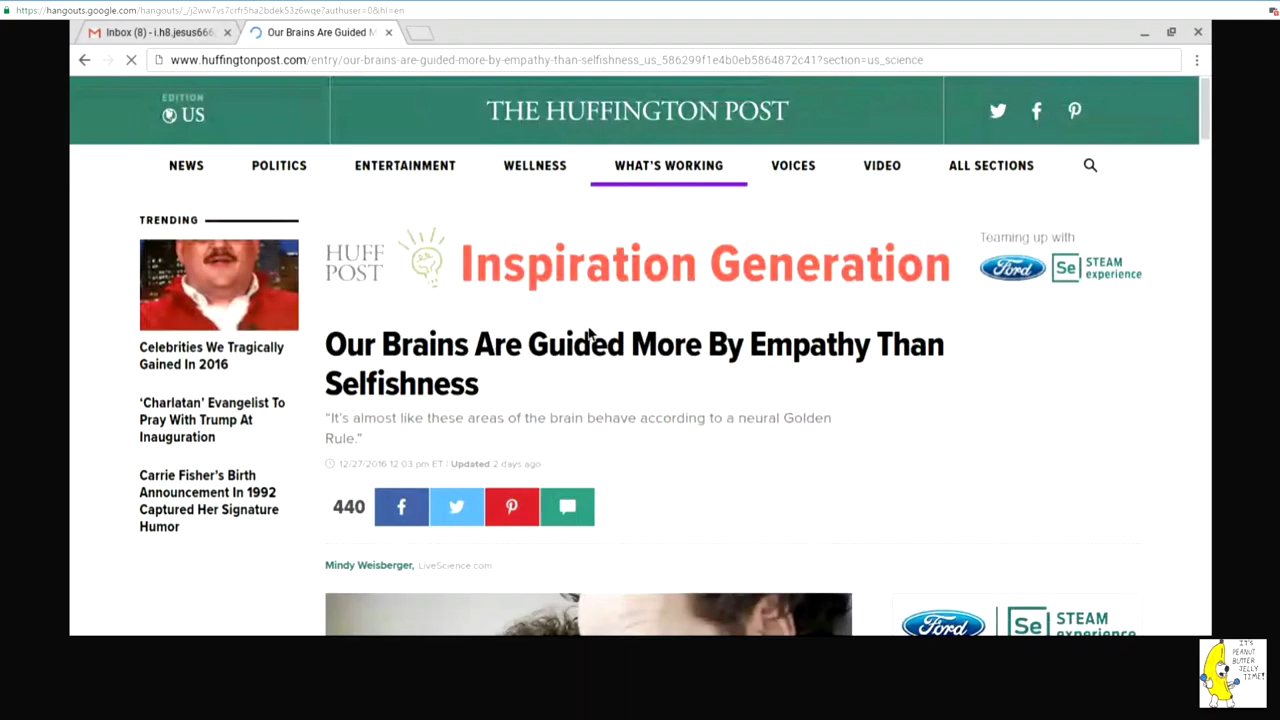 https://hangouts.google.com/hangouts/_/j2ww7vs7crfr5ha2bdek53z6wqe?authuser=0&hl=en
Inbox (8) - i.h8.jesus666
Our Brains Are Guided M
www.huffingtonpost.com/entry/our-brains-are-guided-more-by-empathy-than-selfishness_us_586299f1e4b0eb5864872c41?section=us_science
EDITION
US
THE HUFFINGTON POST
NEWS POLITICS ENTERTAINMENT WELLNESS WHAT'S WORKING VOICES VIDEO ALL SECTIONS
TRENDING
HUFF
POST
Inspiration Generation
Teaming up with
Ford
Se STEAM
experience
Our Brains Are Guided More By Empathy Than
Selfishness
"It's almost like these areas of the brain behave according to a neural Golden
Rule."
12/27/2016 12:03 pm ET | Updated 2 days ago
440
Celebrities We Tragically
Gained In 2016
'Charlatan' Evangelist To
Pray With Trump At
Inauguration
Carrie Fisher's Birth
Announcement In 1992
Captured Her Signature
Humor
Mindy Weisberger, LiveScience.com
Ford
Se STEAM
experience
IT'S
PEANUT
BUTTER
JELLY
TIME!